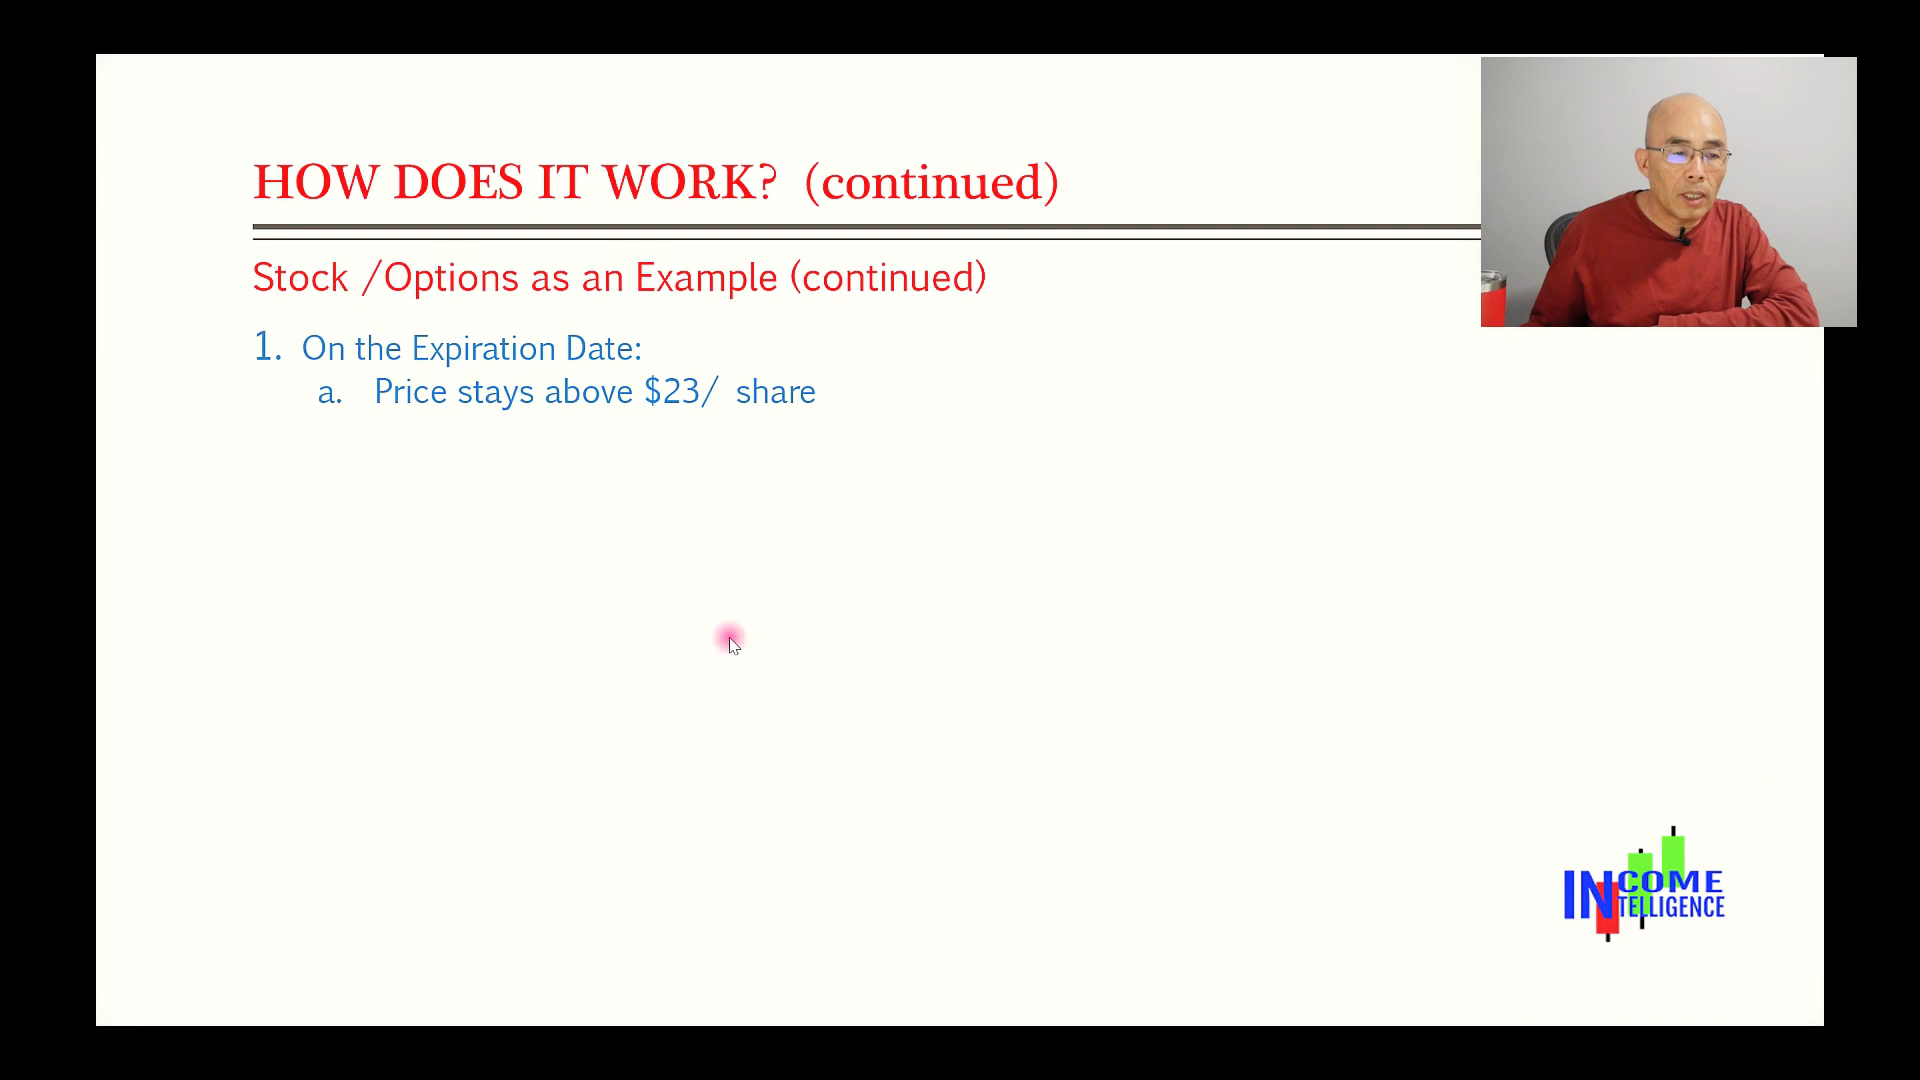 HOW DOES IT WORK? (continued)
Stock /Options as an Example (continued)
1. On the Expiration Date:
a. Price stays above $23/ share
INCOME
TELLIGENCE